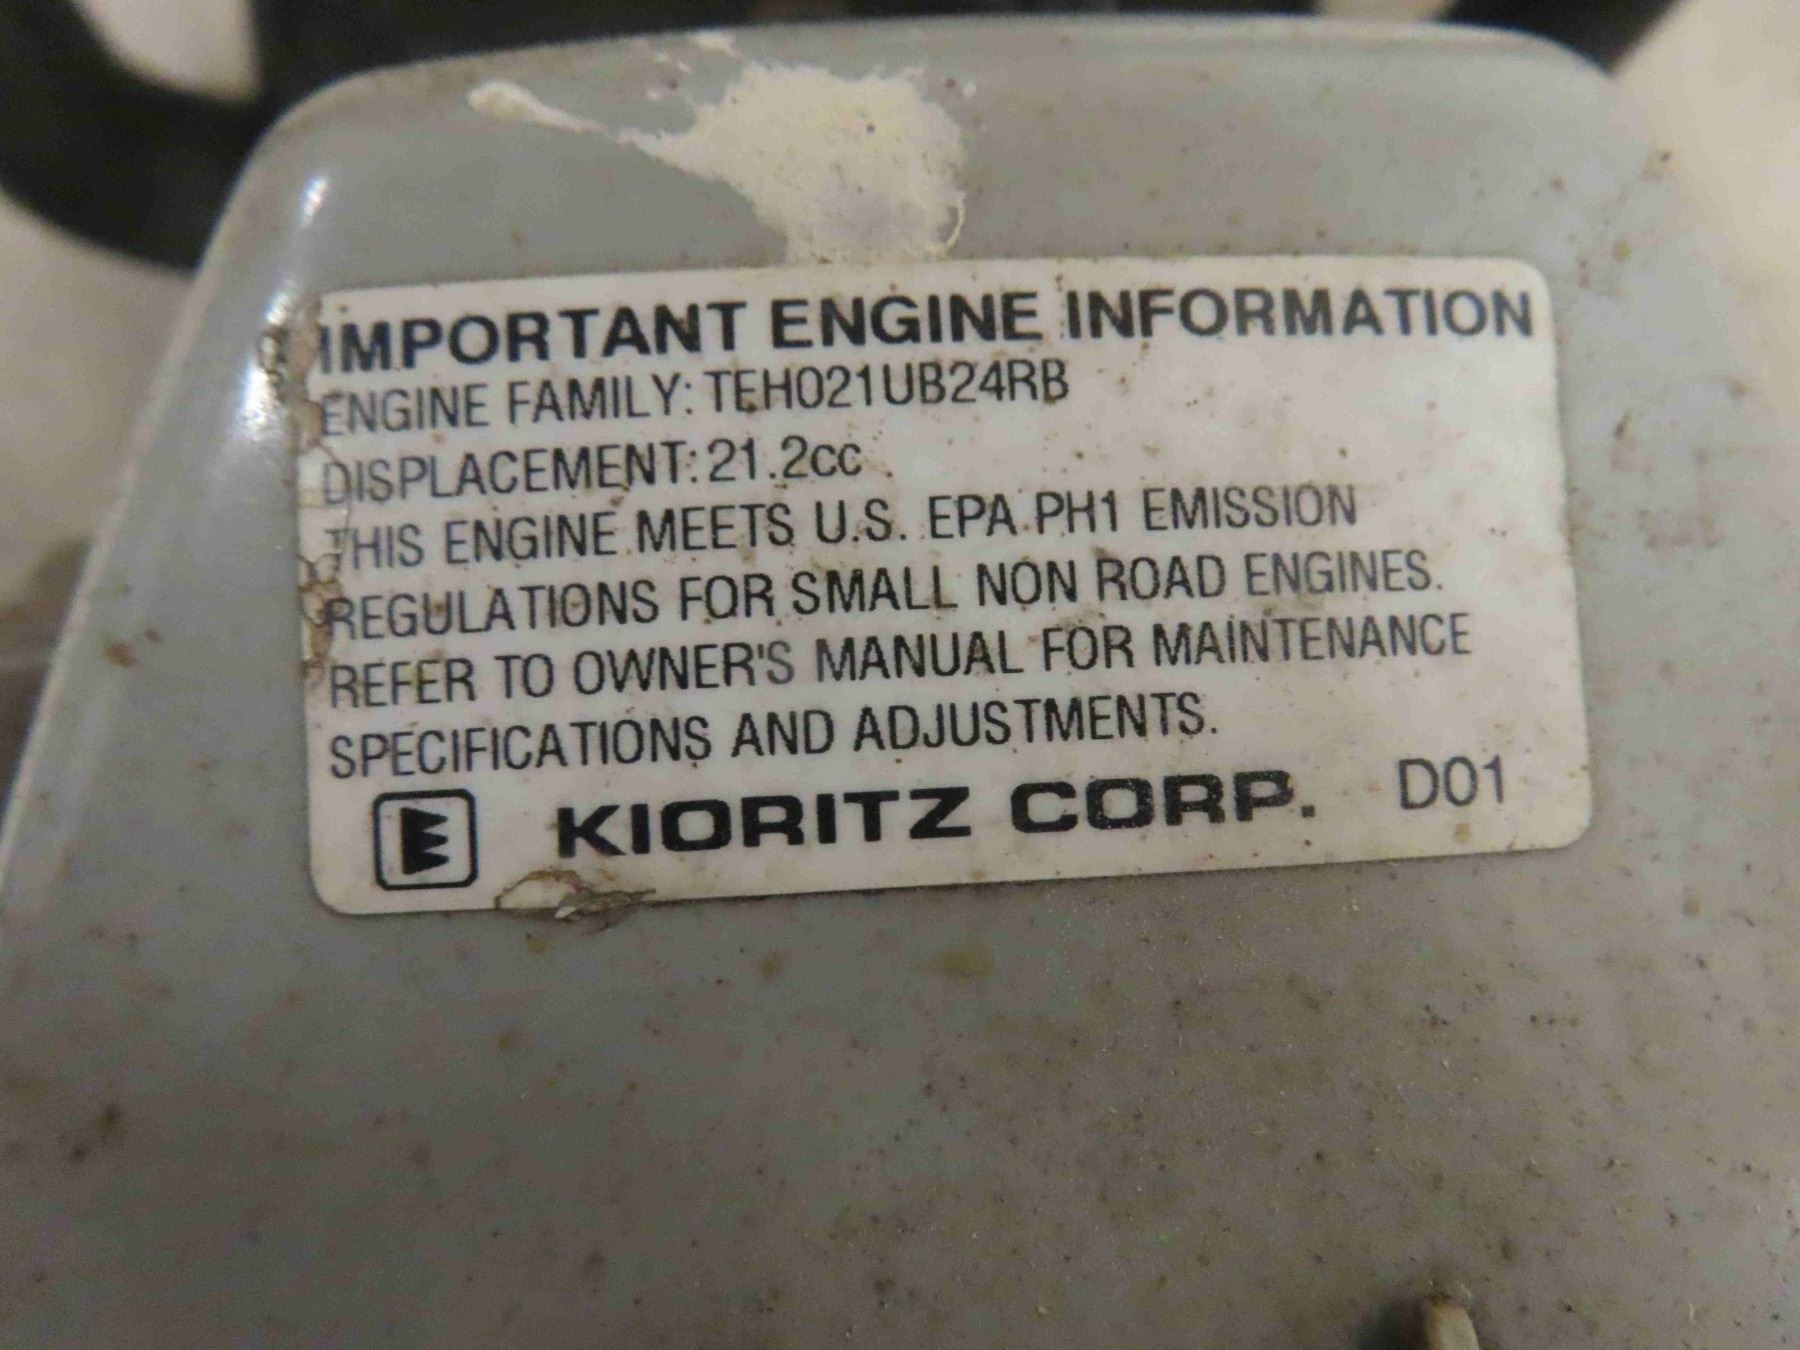 IMPORTANT ENGINE INFORMATION
ENGINE FAMILY: TEH021UB24RB
DISPLACEMENT: 21.2cc
THIS ENGINE MEETS U.S. EPA PH1 EMISSION
REGULATIONS FOR SMALL NON ROAD ENGINES.
REFER TO OWNER'S MANUAL FOR MAINTENANCE
SPECIFICATIONS AND ADJUSTMENTS.
KIORITZ CORP. D01